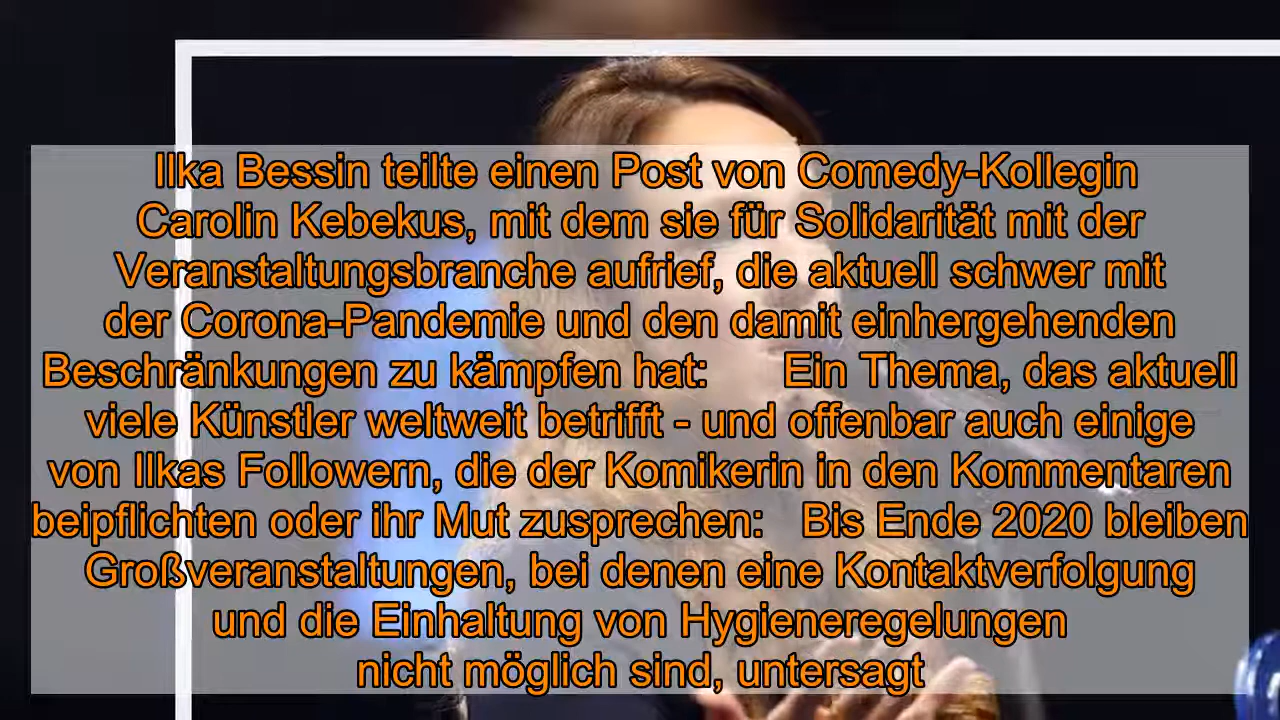 Ilka Bessin teilte einen Post von Comedy-Kollegin
Carolin Kebekus, mit dem sie für Solidarität mit der
Veranstaltungsbranche aufrief, die aktuell schwer mit
der Corona-Pandemie und den damit einhergehenden
Beschränkungen zu kämpfen hat: Ein Thema, das aktuell
viele Künstler weltweit betrifft - und offenbar auch einige
von Ilkas Followern, die der Komikerin in den Kommentaren
beipflichten oder ihr Mut zusprechen: Bis Ende 2020 bleiben
Großveranstaltungen, bei denen eine Kontaktverfolgung
und die Einhaltung von Hygieneregelungen
nicht möglich sind, untersagt